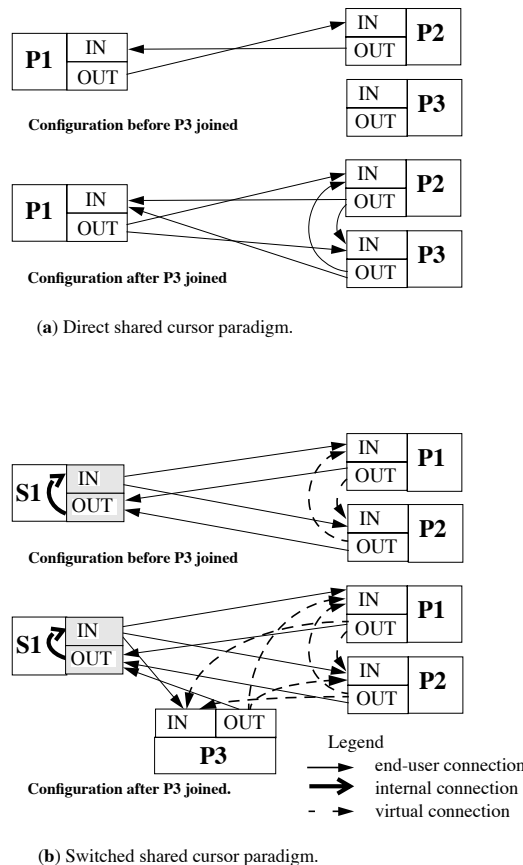 P1
IN
OUT
IN
OUT
P2
IN
OUT
P3
Configuration before P3 joined
P1
IN
OUT
IN
OUT
P2
IN
OUT
P3
Configuration after P3 joined
(a) Direct shared cursor paradigm.
S1
IN
OUT
IN
OUT
P1
IN
OUT
P2
Configuration before P3 joined
S1
IN
OUT
IN
OUT
P1
IN
OUT
P2
IN
OUT
P3
Legend
end-user connection
internal connection
virtual connection
Configuration after P3 joined.
(b) Switched shared cursor paradigm.